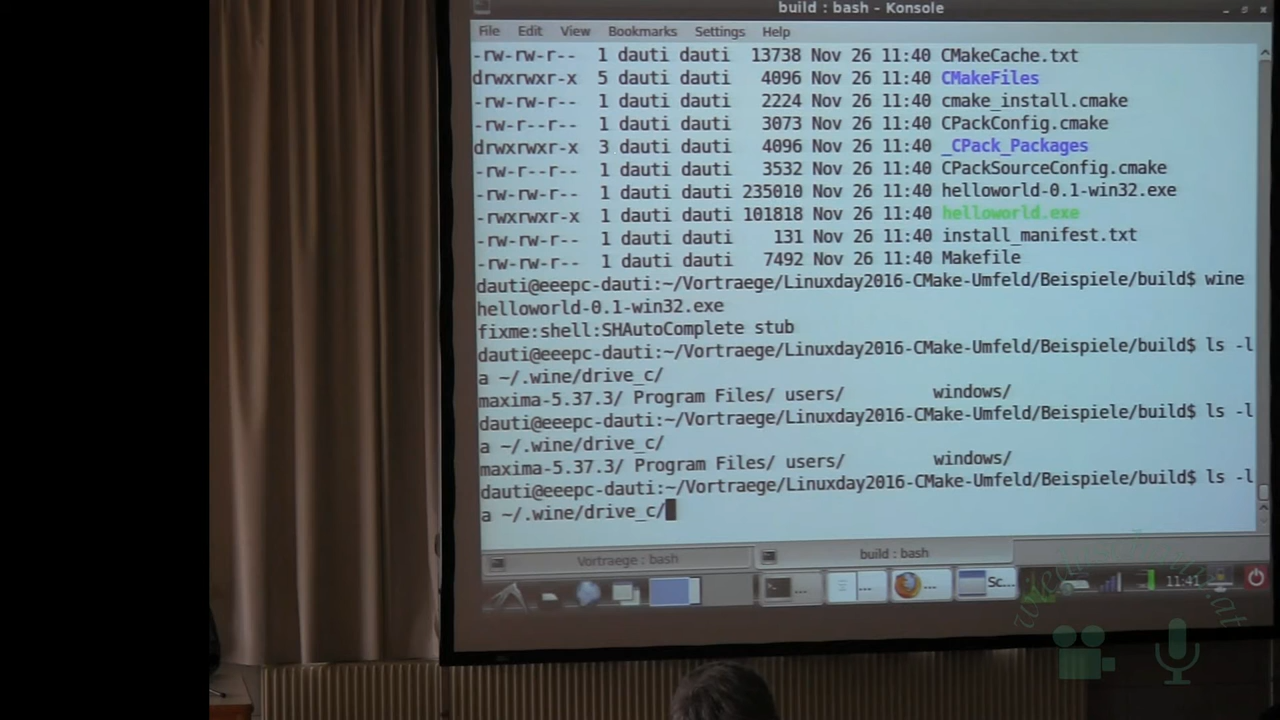 build : bash - Konsole
File Edit View Bookmarks Settings Help
-rw-rw-r-- 1 dauti dauti 13738 Nov 26 11:40 CMakeCache.txt
drwxrwxr-x 5 dauti dauti 4096 Nov 26 11:40 CMakeFiles
-rw-rw-r-- 1 dauti dauti 2224 Nov 26 11:40 cmake_install.cmake
-rw-r--r-- 1 dauti dauti 3073 Nov 26 11:40 CPackConfig.cmake
drwxrwxr-x 3 dauti dauti 4096 Nov 26 11:40 _CPack_Packages
-rw-r--r-- 1 dauti dauti 3532 Nov 26 11:40 CPackSourceConfig.cmake
-rw-rw-r-- 1 dauti dauti 235010 Nov 26 11:40 helloworld-0.1-win32.exe
-rwxrwxr-x 1 dauti dauti 101818 Nov 26 11:40 helloworld.exe
-rw-rw-r-- 1 dauti dauti 131 Nov 26 11:40 install_manifest.txt
-rw-rw-r-- 1 dauti dauti 7492 Nov 26 11:40 Makefile
dauti@eeepc-dauti:~/Vortraege/Linuxday2016-CMake-Umfeld/Beispiele/build$ wine
helloworld-0.1-win32.exe
fixme:shell:SHAutoComplete stub
dauti@eeepc-dauti:~/Vortraege/Linuxday2016-CMake-Umfeld/Beispiele/build$ ls -l
a ~/.wine/drive_c/
maxima-5.37.3/ Program Files/ users/ windows/
dauti@eeepc-dauti:~/Vortraege/Linuxday2016-CMake-Umfeld/Beispiele/build$ ls -l
a ~/.wine/drive_c/
maxima-5.37.3/ Program Files/ users/ windows/
dauti@eeepc-dauti:~/Vortraege/Linuxday2016-CMake-Umfeld/Beispiele/build$ ls -l
a ~/.wine/drive_c/
Vortraege : bash build : bash
... ... ... Sc... 11:41